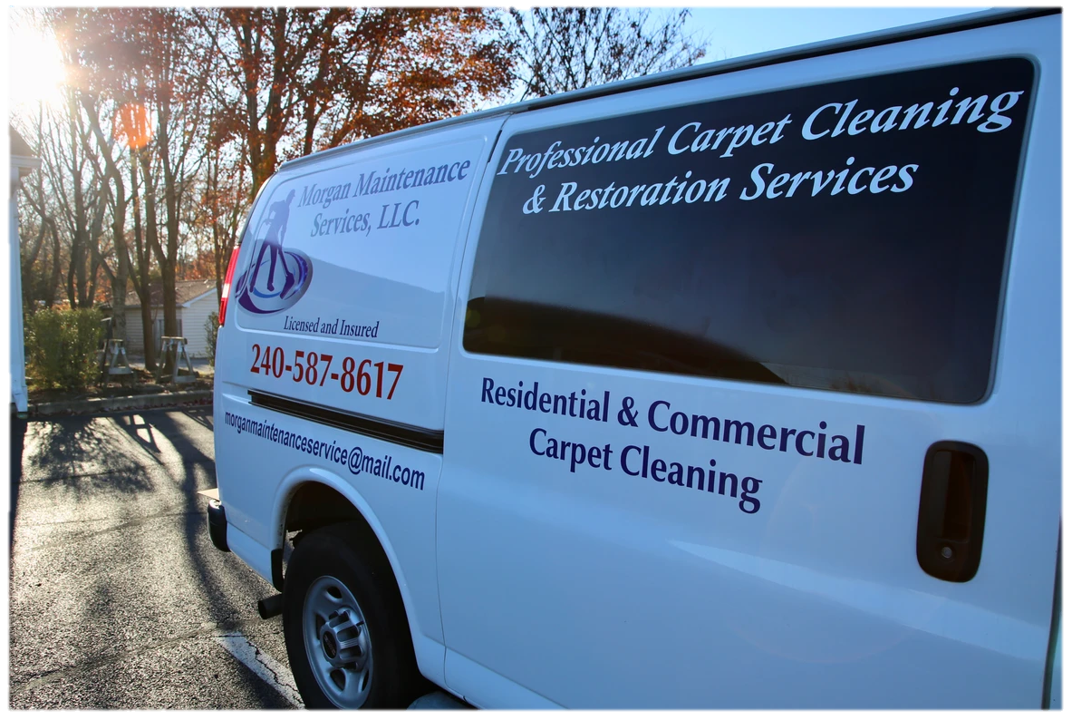 Morgan Maintenance
Services, LLC.
Licensed and Insured
240-587-8617
morganmaintenanceservice@mail.com
Professional Carpet Cleaning
& Restoration Services
Residential & Commercial
Carpet Cleaning